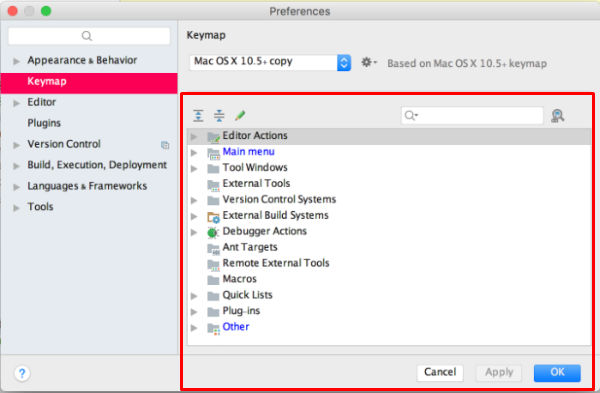 Preferences
Keymap
Appearance & Behavior
Keymap
Editor
Plugins
Version Control
Build, Execution, Deployment
Languages & Frameworks
Tools
Mac OS X 10.5+ copy
Based on Mac OS X 10.5+ keymap
Editor Actions
Main menu
Tool Windows
External Tools
Version Control Systems
External Build Systems
Debugger Actions
Ant Targets
Remote External Tools
Macros
Quick Lists
Plug-ins
Other
?
Cancel
Apply
OK